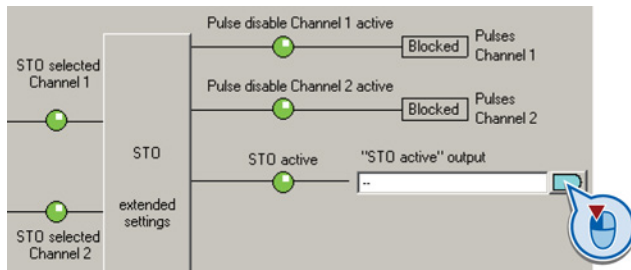 Pulse disable Channel 1 active
Blocked
Pulses
Channel 1
STO selected
Channel 1
Pulse disable Channel 2 active
Blocked
Pulses
Channel 2
STO
extended
settings
STO active
"STO active" output
--
STO selected
Channel 2